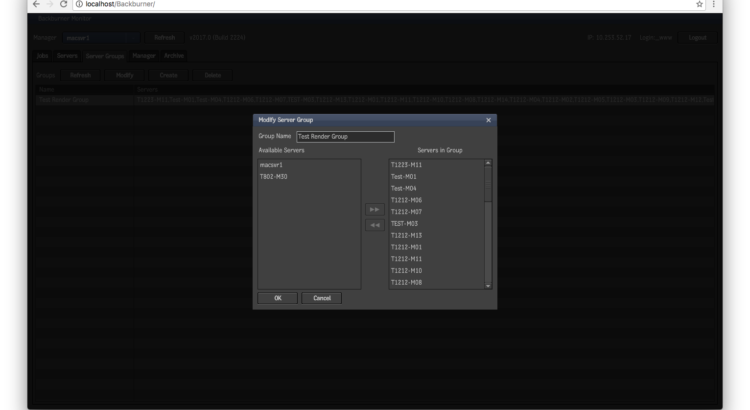 localhost/Backburner/
Backburner Monitor
Manager macsvr1 Refresh Logout
Jobs Servers Server Groups Manager Archive
Groups Refresh Modify Create Delete
Name Servers
Test Render Group
Modify Server Group
Group Name Test Render Group
Available Servers Servers in Group
macsvr1 T1223-M11
T802-M30 Test-M01
Test-M04
T1212-M06
T1212-M07
TEST-M03
T1212-M13
T1212-M01
T1212-M11
T1212-M10
T1212-M08
OK Cancel